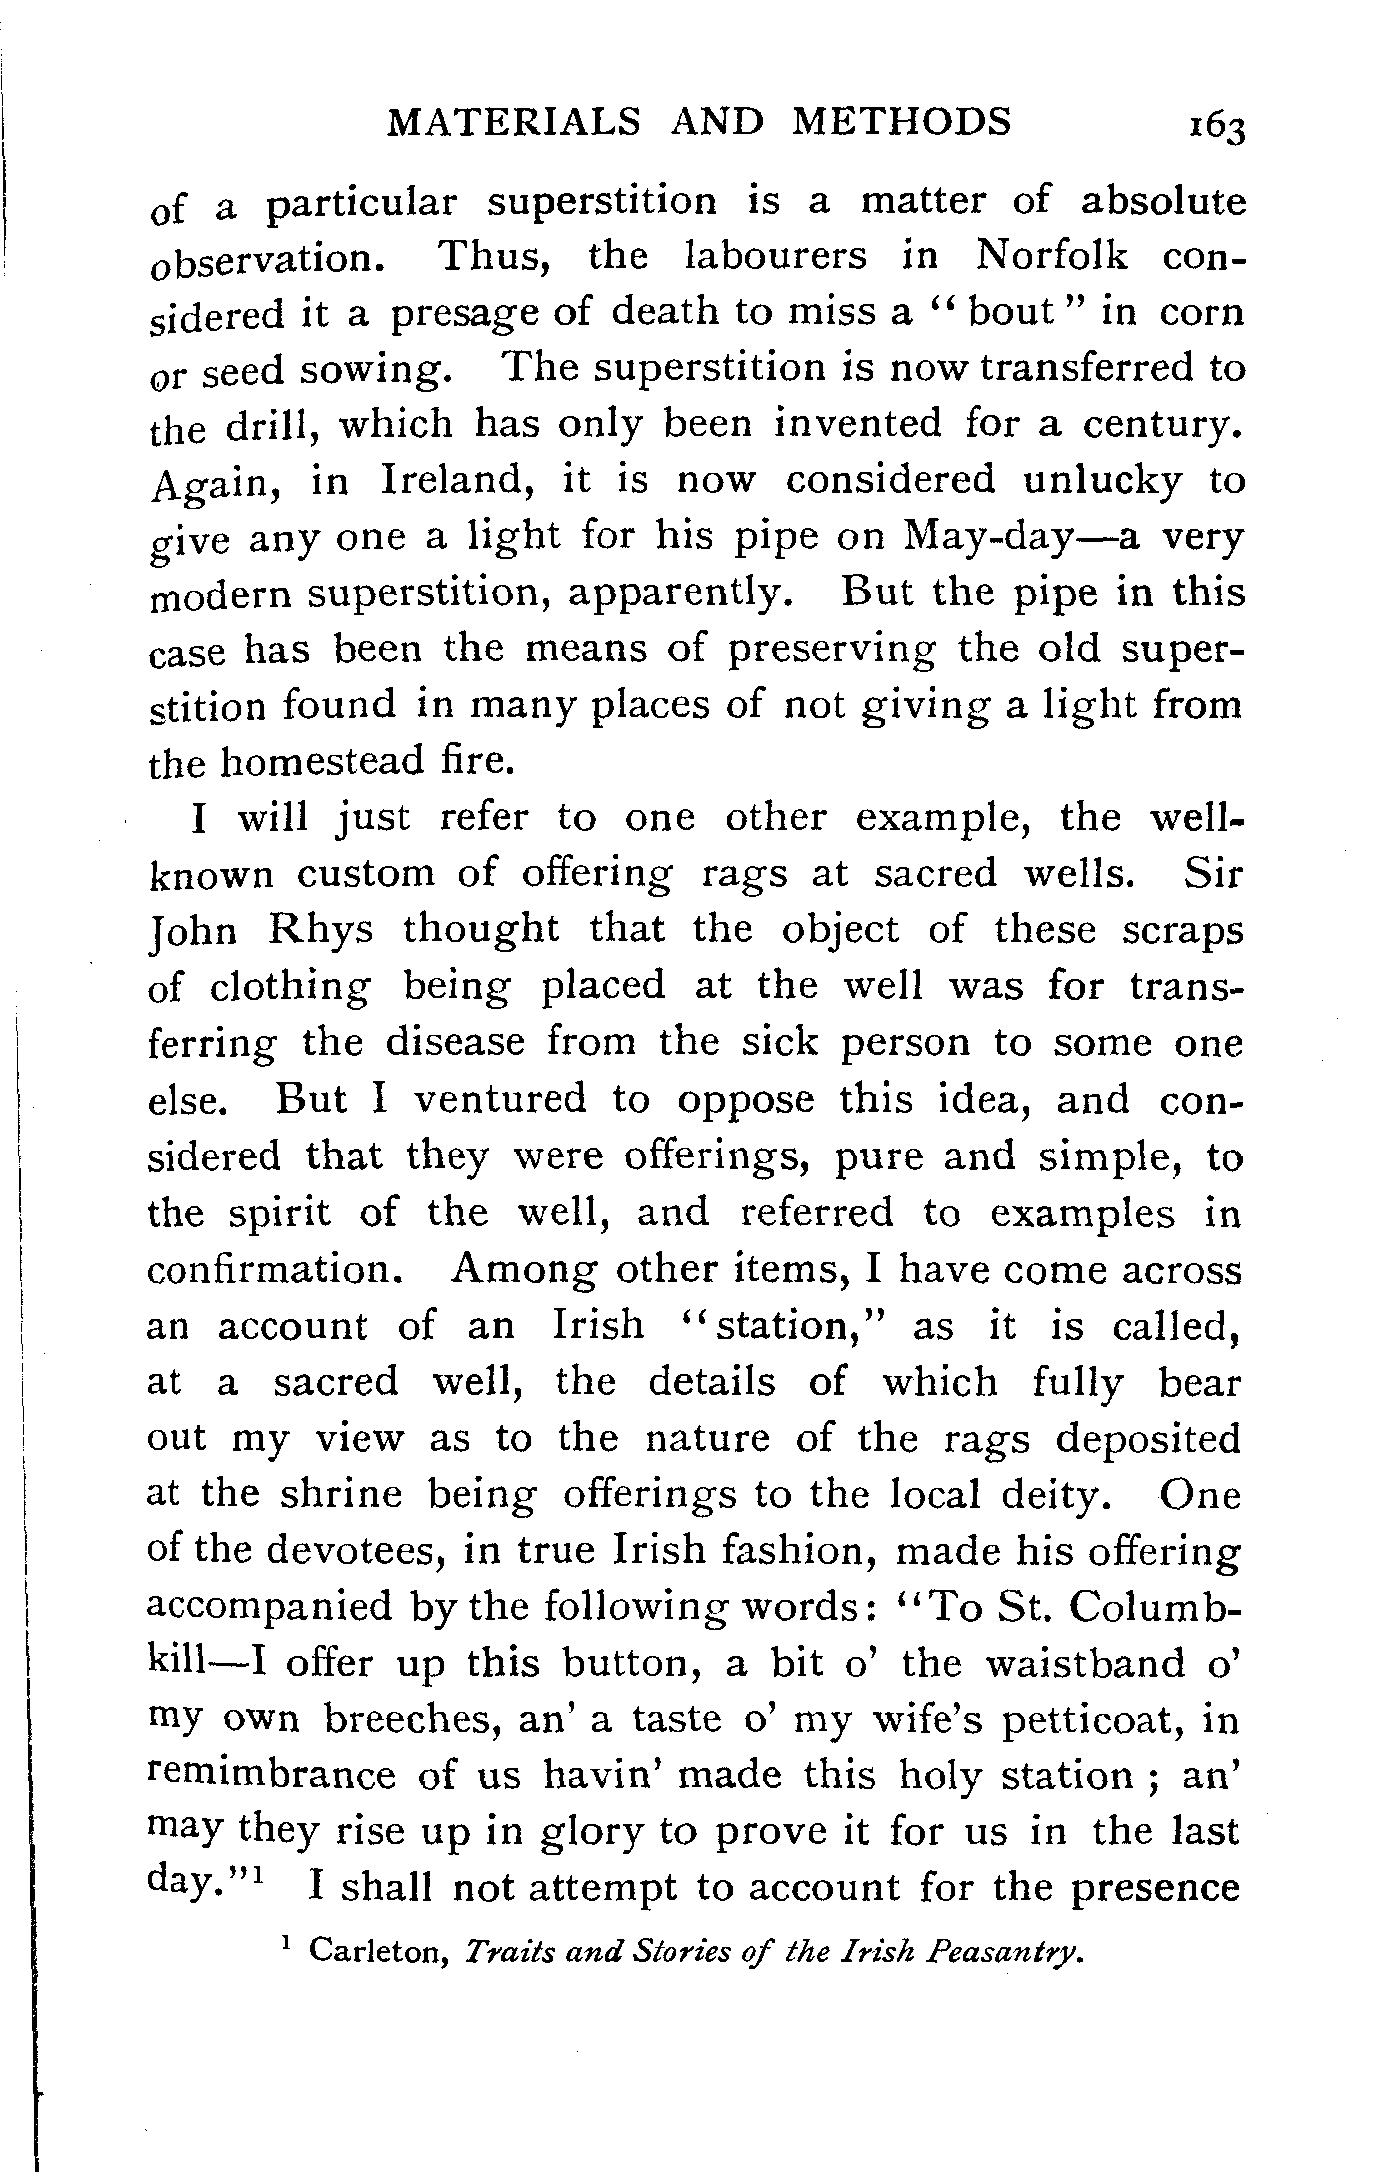 MATERIALS AND METHODS 163
of a particular superstition is a matter of absolute
observation. Thus, the labourers in Norfolk con-
sidered it a presage of death to miss a “ bout ” in corn
or seed sowing. The superstition is now transferred to
the drill, which has only been invented for a century.
Again, in Ireland, it is now considered unlucky to
give any one a light for his pipe on May-day—a very
modern superstition, apparently. But the pipe in this
case has been the means of preserving the old super-
stition found in many places of not giving a light from
the homestead fire.
I will just refer to one other example, the well-
known custom of offering rags at sacred wells. Sir
John Rhys thought that the object of these scraps
of clothing being placed at the well was for trans-
ferring the disease from the sick person to some one
else. But I ventured to oppose this idea, and con-
sidered that they were offerings, pure and simple, to
the spirit of the well, and referred to examples in
confirmation. Among other items, I have come across
an account of an Irish “station,” as it is called,
at a sacred well, the details of which fully bear
out my view as to the nature of the rags deposited
at the shrine being offerings to the local deity. One
of the devotees, in true Irish fashion, made his offering
accompanied by the following words: “To St. Columb-
kill—I offer up this button, a bit o’ the waistband o’
my own breeches, an’ a taste o’ my wife’s petticoat, in
remimbrance of us havin’ made this holy station ; an’
may they rise up in glory to prove it for us in the last
day.”¹ I shall not attempt to account for the presence
¹ Carleton, Traits and Stories of the Irish Peasantry.